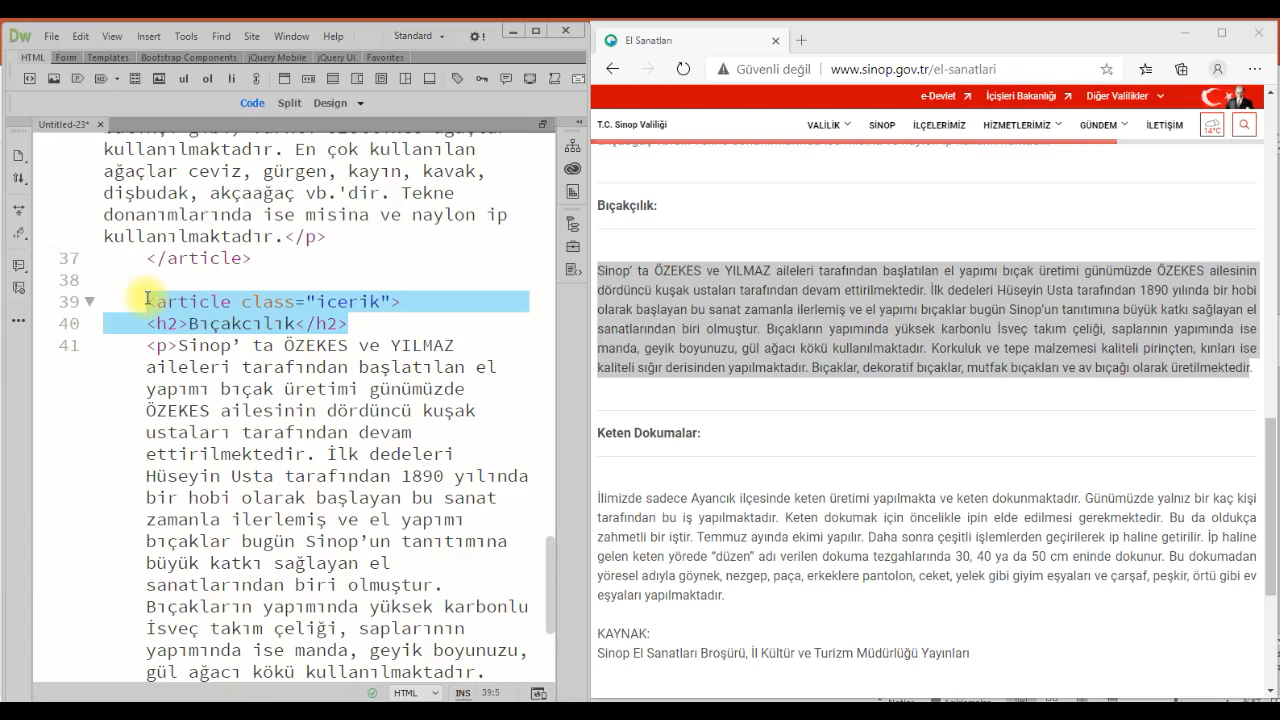 Dw File Edit View Insert Tools Find Site Window Help Standard
HTML Form Templates Bootstrap Components jQuery Mobile jQuery UI Favorites
ul ol li
Code Split Design
Untitled-23*
kullanılmaktadır. En çok kullanılan
ağaçlar ceviz, gürgen, kayın, kavak,
dişbudak, akçaağaç vb.'dir. Tekne
donanımlarında ise misina ve naylon ip
kullanılmaktadır.</p>
37 </article>
38
39 <article class="icerik">
40 <h2>Bıçakcılık</h2>
41 <p>Sinop’ ta ÖZEKES ve YILMAZ
aileleri tarafından başlatılan el
yapımı bıçak üretimi günümüzde
ÖZEKES ailesinin dördüncü kuşak
ustaları tarafından devam
ettirilmektedir. İlk dedeleri
Hüseyin Usta tarafından 1890 yılında
bir hobi olarak başlayan bu sanat
zamanla ilerlemiş ve el yapımı
bıçaklar bugün Sinop’un tanıtımına
büyük katkı sağlayan el
sanatlarından biri olmuştur.
Bıçakların yapımında yüksek karbonlu
İsveç takım çeliği, saplarının
yapımında ise manda, geyik boyunuzu,
gül ağacı kökü kullanılmaktadır.
HTML INS 39:5
El Sanatları
Güvenli değil www.sinop.gov.tr/el-sanatlari
e-Devlet İçişleri Bakanlığı Diğer Valilikler
T.C. Sinop Valiliği VALİLİK SİNOP İLÇELERİMİZ HİZMETLERİMİZ GÜNDEM İLETİŞİM 14°C
Bıçakçılık:
Sinop’ ta ÖZEKES ve YILMAZ aileleri tarafından başlatılan el yapımı bıçak üretimi günümüzde ÖZEKES ailesinin
dördüncü kuşak ustaları tarafından devam ettirilmektedir. İlk dedeleri Hüseyin Usta tarafından 1890 yılında bir hobi
olarak başlayan bu sanat zamanla ilerlemiş ve el yapımı bıçaklar bugün Sinop’un tanıtımına büyük katkı sağlayan el
sanatlarından biri olmuştur. Bıçakların yapımında yüksek karbonlu İsveç takım çeliği, saplarının yapımında ise
manda, geyik boyunuzu, gül ağacı kökü kullanılmaktadır. Korkuluk ve tepe malzemesi kaliteli pirinçten, kınları ise
kaliteli sığır derisinden yapılmaktadır. Bıçaklar, dekoratif bıçaklar, mutfak bıçakları ve av bıçağı olarak üretilmektedir.
Keten Dokumalar:
İlimizde sadece Ayancık ilçesinde keten üretimi yapılmakta ve keten dokunmaktadır. Günümüzde yalnız bir kaç kişi
tarafından bu iş yapılmaktadır. Keten dokumak için öncelikle ipin elde edilmesi gerekmektedir. Bu da oldukça
zahmetli bir iştir. Temmuz ayında ekimi yapılır. Daha sonra çeşitli işlemlerden geçirilerek ip haline getirilir. İp haline
gelen keten yörede “düzen” adı verilen dokuma tezgahlarında 30, 40 ya da 50 cm eninde dokunur. Bu dokumadan
yöresel adıyla göynek, nezgep, paça, erkeklere pantolon, ceket, yelek gibi giyim eşyaları ve çarşaf, peşkir, örtü gibi ev
eşyaları yapılmaktadır.
KAYNAK:
Sinop El Sanatları Broşürü, İl Kültür ve Turizm Müdürlüğü Yayınları